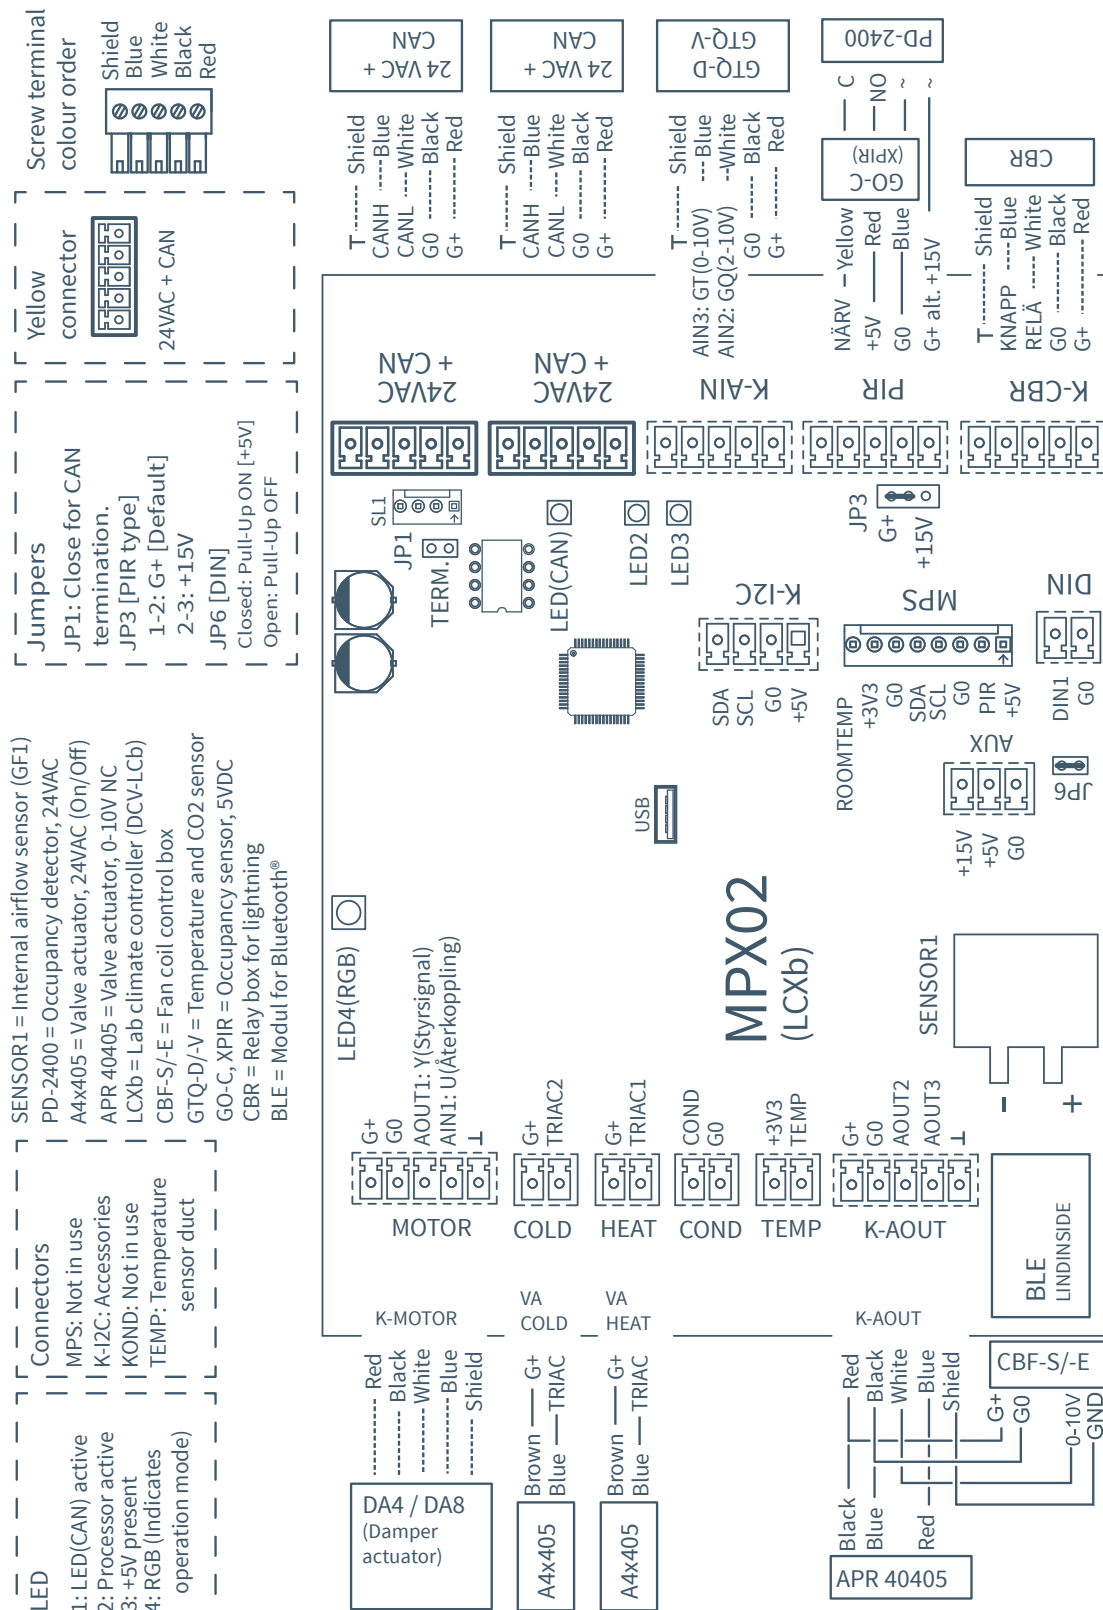 Screw terminal
colour order
Shield
Blue
White
Black
Red
Yellow
connector
24VAC + CAN
Jumpers
JP1: Close for CAN
termination.
JP3 [PIR type]
1-2: G+ [Default]
2-3: +15V
JP6 [DIN]
Closed: Pull-Up ON [+5V]
Open: Pull-Up OFF
SENSOR1 = Internal airflow sensor (GF1)
PD-2400 = Occupancy detector, 24VAC
A4x405 = Valve actuator, 24VAC (On/Off)
APR 40405 = Valve actuator, 0-10V NC
LCXb = Lab climate controller (DCV-LCb)
CBF-S/-E = Fan coil control box
GTQ-D/-V = Temperature and CO2 sensor
GO-C, XPIR = Occupancy sensor, 5VDC
CBR = Relay box for lightning
BLE = Modul for Bluetooth®
Connectors
MPS: Not in use
K-I2C: Accessories
KOND: Not in use
TEMP: Temperature
sensor duct
LED
1: LED(CAN) active
2: Processor active
3: +5V present
4: RGB (Indicates
operation mode)
CAN
24 VAC +
T Shield
CANH Blue
CANL White
G0 Black
G+ Red
CAN
24 VAC +
T Shield
CANH Blue
CANL White
G0 Black
G+ Red
GTQ-V
GTQ-D
T Shield
AIN3: GT(0-10V) Blue
AIN2: GQ(2-10V) White
G0 Black
G+ Red
PD-2400
C
NO
~
~
(XPIR)
GO-C
NÄRV Yellow
+5V Red
G0 Blue
G+ alt. +15V
CBR
T Shield
KNAPP Blue
RELÄ White
G0 Black
G+ Red
+ CAN
24VAC
+ CAN
24VAC
K-AIN
PIR
K-CBR
SL1
JP1
TERM.
LED(CAN)
LED2
LED3
JP3
G+
+15V
K-I2C
SDA
SCL
G0
+5V
MPS
ROOMTEMP
+3V3
G0
SDA
SCL
G0
PIR
+5V
DIN
DIN1
G0
JP6
AUX
+15V
+5V
G0
USB
LED4(RGB)
MPX02
(LCXb)
SENSOR1
-
+
G+
G0
AOUT1: Y(Styrsignal)
AIN1: U(Återkoppling)
⊥
MOTOR
G+
TRIAC2
COLD
G+
TRIAC1
HEAT
COND
G0
COND
+3V3
TEMP
TEMP
G+
G0
AOUT2
AOUT3
⊥
K-AOUT
BLE
LINDINSIDE
K-MOTOR
VA
COLD
VA
HEAT
K-AOUT
Red
Black
White
Blue
Shield
DA4 / DA8
(Damper
actuator)
Brown G+
Blue TRIAC
A4x405
Brown G+
Blue TRIAC
A4x405
Red
Black
White
Blue
Shield
Black
Blue
Red
APR 40405
CBF-S/-E
G+
G0
0-10V
GND